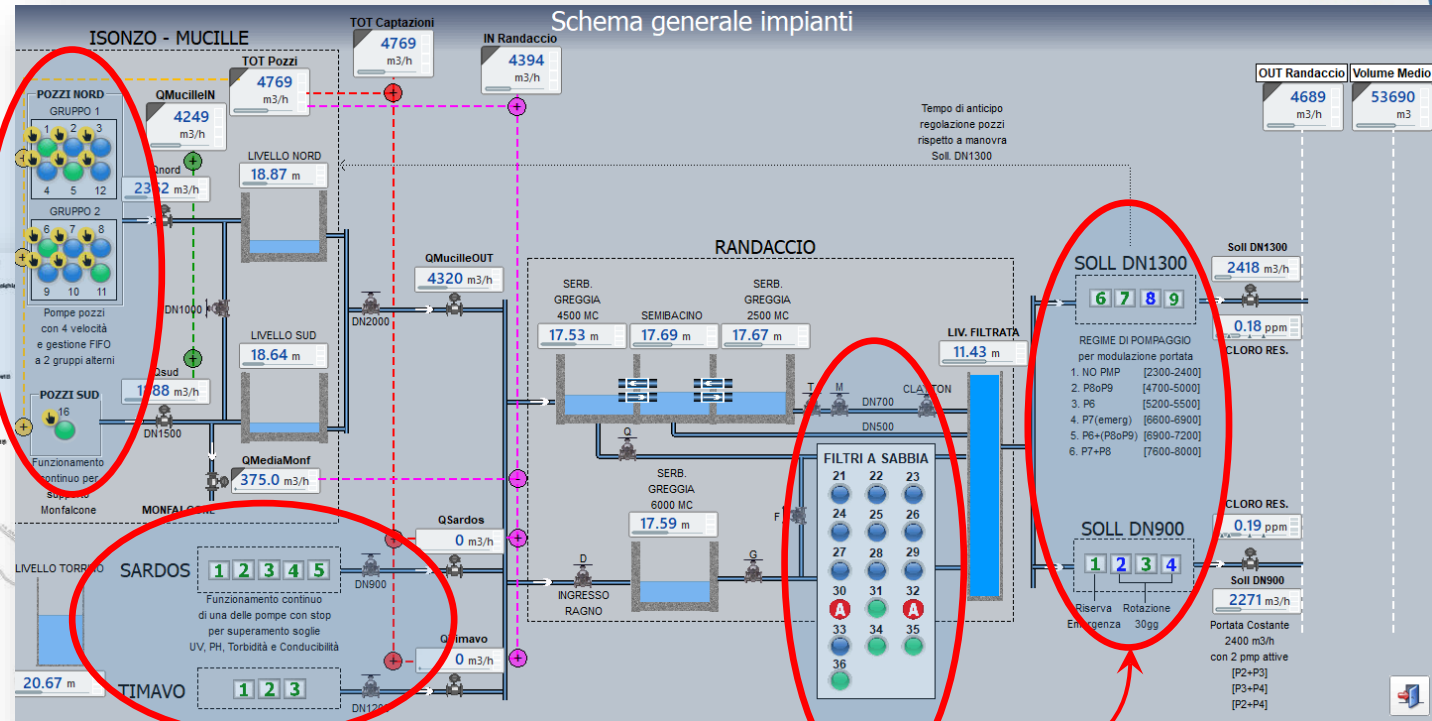 Schema generale impianti
ISONZO - MUCILLE
TOT Captazioni
4769
m3/h
IN Randaccio
4394
m3/h
TOT Pozzi
4769
m3/h
QMucilleIN
4249
m3/h
OUT Randaccio
4689
m3/h
Volume Medio
53690
m3
POZZI NORD
GRUPPO 1
1 2 3
4 5 12
GRUPPO 2
6 7 8
9 10 11
Pompe pozzi
con 4 velocità
e gestione FIFO
a 2 gruppi alterni
POZZI SUD
16
Funzionamento
continuo per
supporto
Monfalcone
Qnord
m3/h
LIVELLO NORD
18.87 m
DN1000
LIVELLO SUD
18.64 m
Qsud
m3/h
DN1500
DN2000
QMediaMonf
375.0 m3/h
MONFALCONE
QMucilleOUT
4320 m3/h
Tempo di anticipo
regolazione pozzi
rispetto a manovra
Soll. DN1300
RANDACCIO
SERB.
GREGGIA
4500 MC
17.53 m
SEMIBACINO
17.69 m
SERB.
GREGGIA
2500 MC
17.67 m
LIV. FILTRATA
11.43 m
T M CLAYTON
DN700
DN500
Q
SERB.
GREGGIA
6000 MC
17.59 m
F
D
INGRESSO
RAGNO
G
FILTRI A SABBIA
21 22 23
24 25 26
27 28 29
30 31 32
A A
33 34 35
36
SOLL DN1300
6 7 8 9
REGIME DI POMPAGGIO
per modulazione portata
1. NO PMP [2300-2400]
2. P8oP9 [4700-5000]
3. P6 [5200-5500]
4. P7(emerg) [6600-6900]
5. P6+(P8oP9) [6900-7200]
6. P7+P8 [7600-8000]
Soll DN1300
2418 m3/h
0.18 ppm
CLORO RES.
SOLL DN900
1 2 3 4
Riserva Rotazione
Emergenza 30gg
CLORO RES.
0.19 ppm
Soll DN900
2271 m3/h
Portata Costante
2400 m3/h
con 2 pmp attive
[P2+P3]
[P3+P4]
[P2+P4]
LIVELLO TORRINO
20.67 m
SARDOS
1 2 3 4 5
Funzionamento continuo
di una delle pompe con stop
per superamento soglie
UV, PH, Torbidità e Conducibilità
DN900
QSardos
0 m3/h
QTimavo
0 m3/h
TIMAVO
1 2 3
DN1200